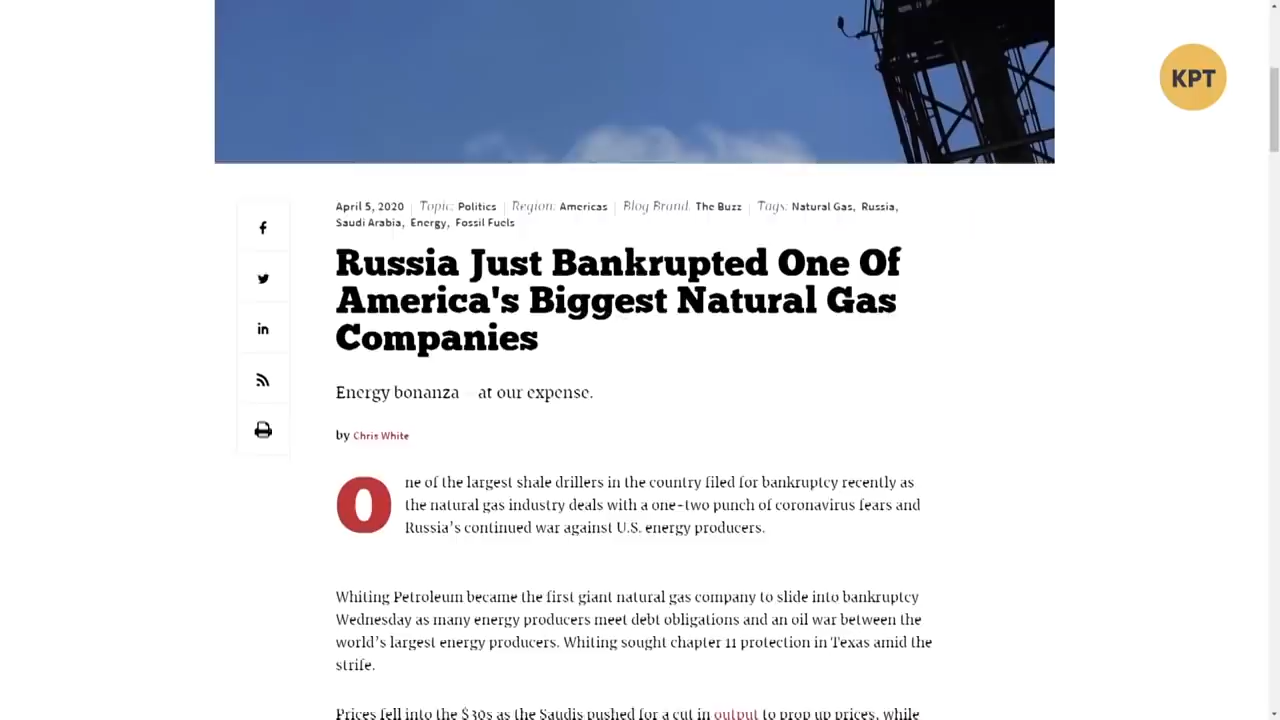 KPT
April 5, 2020 | Topic: Politics | Region: Americas | Blog Brand: The Buzz | Tags: Natural Gas, Russia,
Saudi Arabia, Energy, Fossil Fuels
Russia Just Bankrupted One Of
America's Biggest Natural Gas
Companies
Energy bonanza – at our expense.
by Chris White
One of the largest shale drillers in the country filed for bankruptcy recently as
the natural gas industry deals with a one-two punch of coronavirus fears and
Russia's continued war against U.S. energy producers.
Whiting Petroleum became the first giant natural gas company to slide into bankruptcy
Wednesday as many energy producers meet debt obligations and an oil war between the
world's largest energy producers. Whiting sought chapter 11 protection in Texas amid the
strife.
Prices fell into the $30s as the Saudis pushed for a cut in output to prop up prices, while